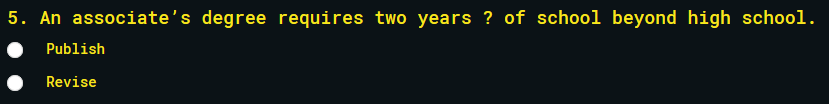 5. An associate’s degree requires two years ? of school beyond high school.
Publish
Revise